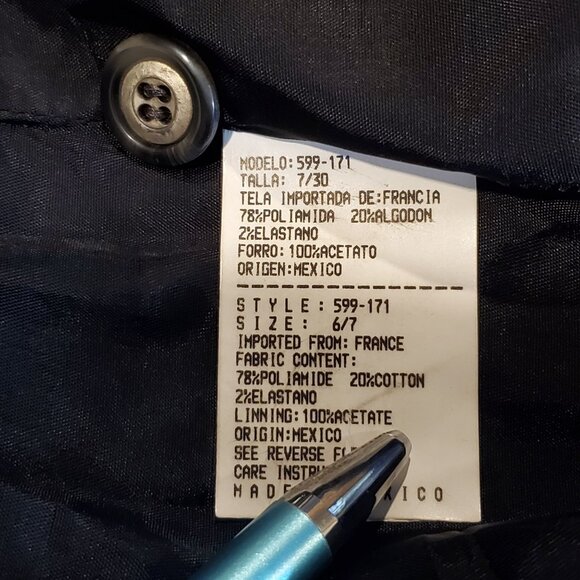 MODELO:599-171
TALLA: 7/30
TELA IMPORTADA DE:FRANCIA
78%POLIAMIDA 20%ALGODON
2%ELASTANO
FORRO:100%ACETATO
ORIGEN:MEXICO
STYLE: 599-171
SIZE: 6/7
IMPORTED FROM: FRANCE
FABRIC CONTENT:
78%POLIAMIDE 20%COTTON
2%ELASTANO
LINNING:100%ACETATE
ORIGIN:MEXICO
SEE REVERSE
CARE
MADE